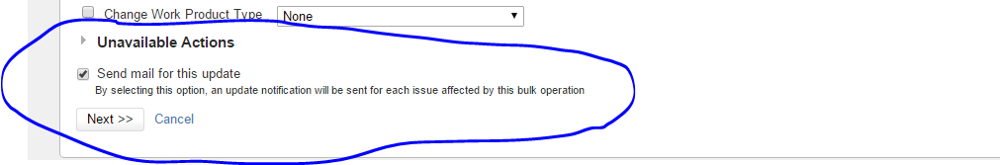 Change Work Product Type None
Unavailable Actions
Send mail for this update
By selecting this option, an update notification will be sent for each issue affected by this bulk operation
Next >> Cancel